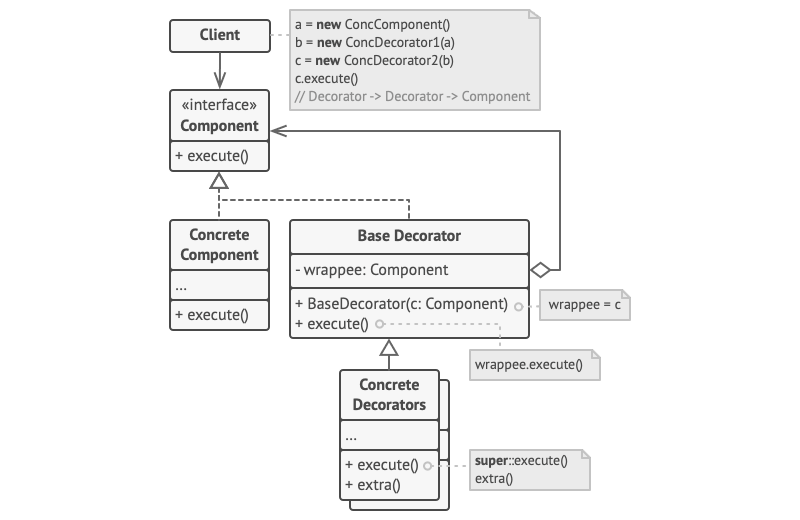 Client
a = new ConcComponent()
b = new ConcDecorator1(a)
c = new ConcDecorator2(b)
c.execute()
// Decorator -> Decorator -> Component
«interface»
Component
+ execute()
Concrete
Component
...
+ execute()
Base Decorator
- wrappee: Component
+ BaseDecorator(c: Component)
+ execute()
wrappee = c
wrappee.execute()
Concrete
Decorators
...
+ execute()
+ extra()
super::execute()
extra()